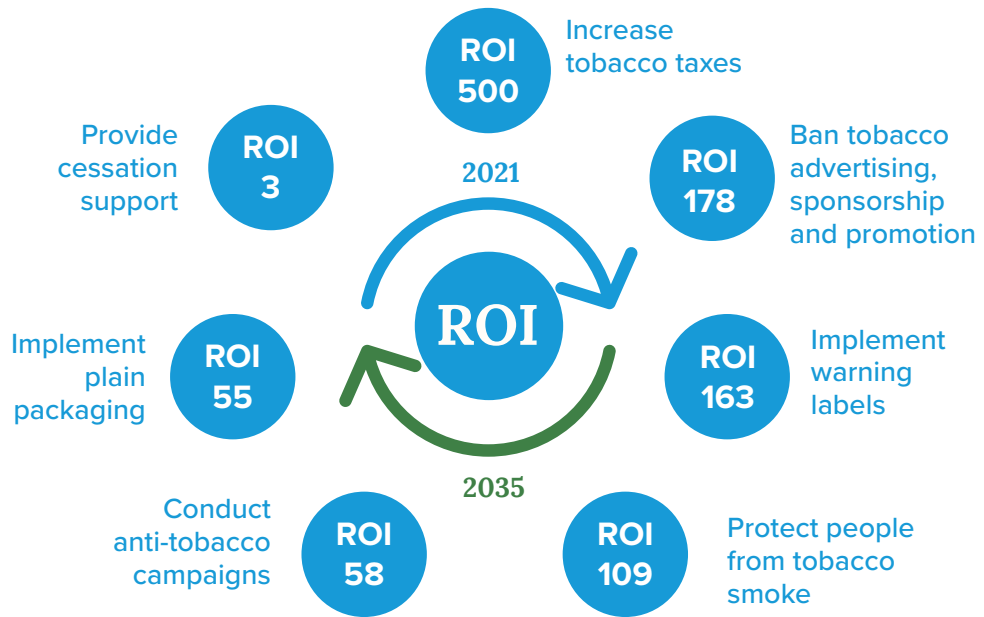 ROI
500
Increase
tobacco taxes
ROI
178
Ban tobacco
advertising,
sponsorship
and promotion
ROI
163
Implement
warning
labels
ROI
109
Protect people
from tobacco
smoke
ROI
58
Conduct
anti-tobacco
campaigns
ROI
55
Implement
plain
packaging
ROI
3
Provide
cessation
support
2021
ROI
2035